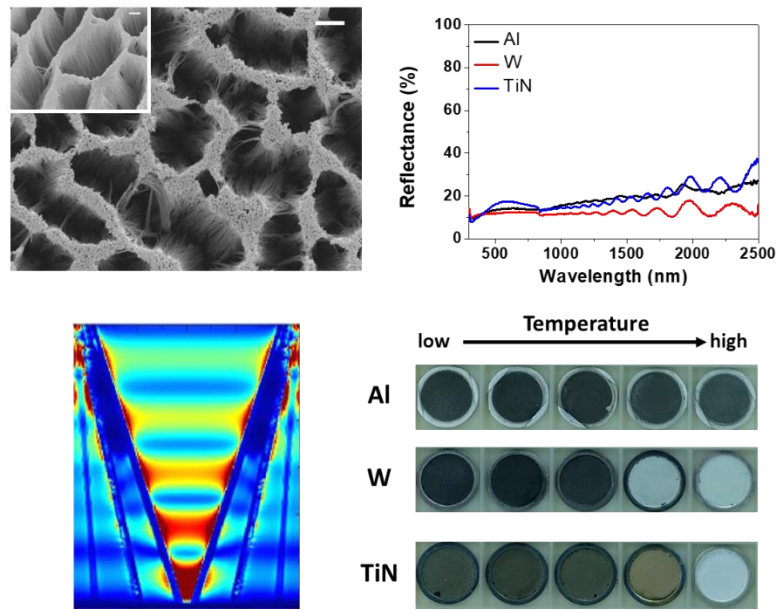 100
80
60
40
20
0
Reflectance (%)
Al
W
TiN
500 1000 1500 2000 2500
Wavelength (nm)
Temperature
low high
Al
W
TiN